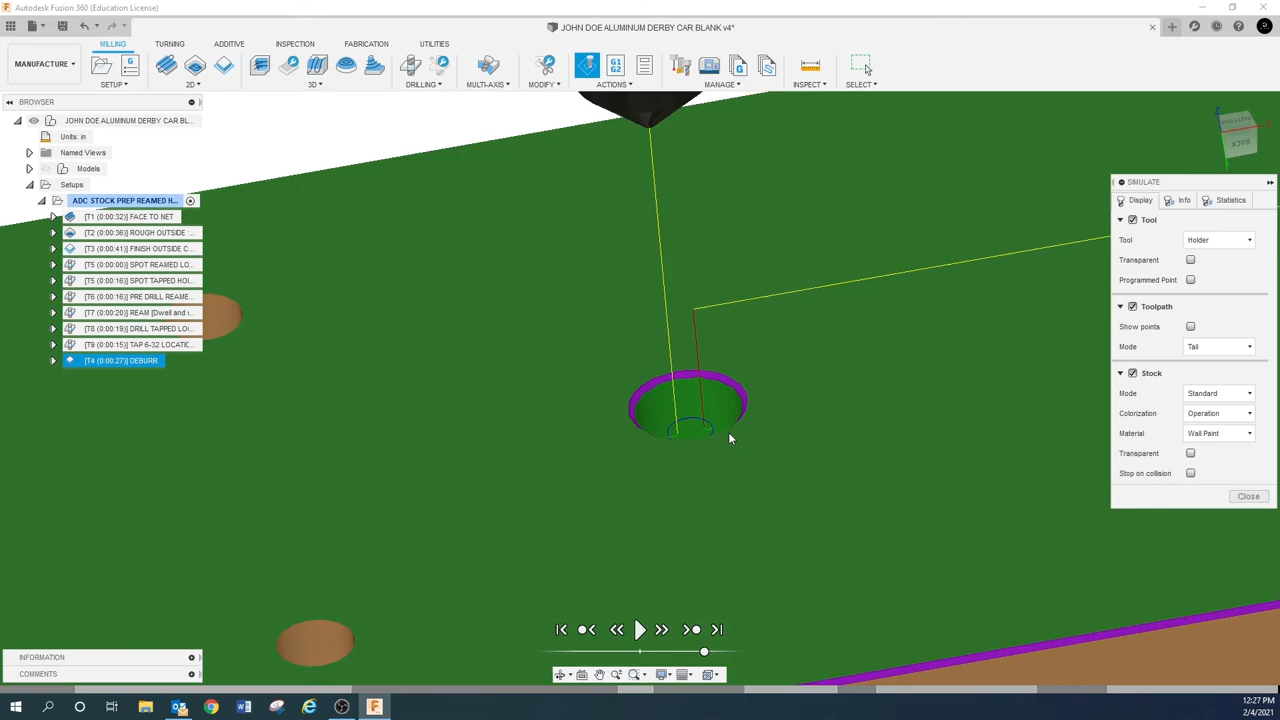 Autodesk Fusion 360 (Education License)
JOHN DOE ALUMINUM DERBY CAR BLANK v4*
MILLING TURNING ADDITIVE INSPECTION FABRICATION UTILITIES
MANUFACTURE
G1
G2
SETUP 2D 3D DRILLING MULTI-AXIS MODIFY ACTIONS MANAGE INSPECT SELECT
BROWSER
JOHN DOE ALUMINUM DERBY CAR BL...
Units: in
Named Views
Models
Setups
ADC STOCK PREP REAMED H...
[T1 (0:00:32)] FACE TO NET
[T2 (0:00:36)] ROUGH OUTSIDE ...
[T3 (0:00:41)] FINISH OUTSIDE C...
[T5 (0:00:00)] SPOT REAMED LO...
[T5 (0:00:16)] SPOT TAPPED HOL...
[T6 (0:00:16)] PRE DRILL REAME...
[T7 (0:00:20)] REAM [Dwell and r...
[T8 (0:00:19)] DRILL TAPPED LO...
[T9 (0:00:15)] TAP 6-32 LOCATIO...
[T4 (0:00:27)] DEBURR
Z
BOTTOM
BACK
SIMULATE
Display Info Statistics
Tool
Tool Holder
Transparent
Programmed Point
Toolpath
Show points
Mode Tail
Stock
Mode Standard
Colorization Operation
Material Wall Paint
Transparent
Stop on collision
Close
INFORMATION
COMMENTS
12:27 PM
2/4/2021